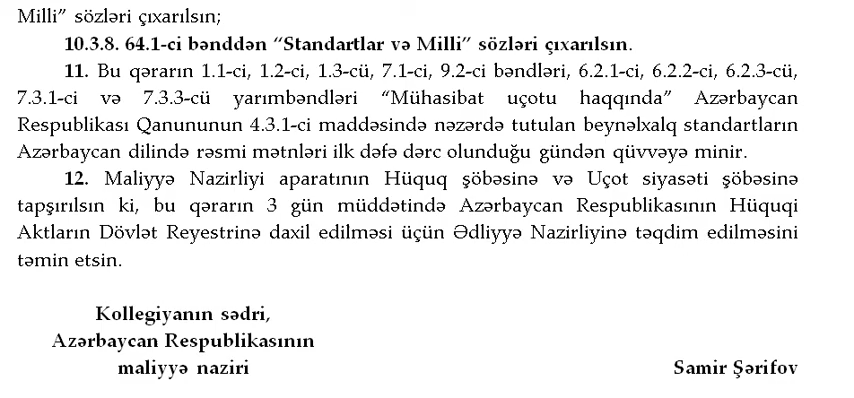 Milli” sözləri çıxarılsın;
10.3.8. 64.1-ci bənddən “Standartlar və Milli” sözləri çıxarılsın.
11. Bu qərarın 1.1-ci, 1.2-ci, 1.3-cü, 7.1-ci, 9.2-ci bəndləri, 6.2.1-ci, 6.2.2-ci, 6.2.3-cü,
7.3.1-ci və 7.3.3-cü yarımbəndləri “Mühasibat uçotu haqqında” Azərbaycan
Respublikası Qanununun 4.3.1-ci maddəsində nəzərdə tutulan beynəlxalq standartların
Azərbaycan dilində rəsmi mətnləri ilk dəfə dərc olunduğu gündən qüvvəyə minir.
12. Maliyyə Nazirliyi aparatının Hüquq şöbəsinə və Uçot siyasəti şöbəsinə
tapşırılsın ki, bu qərarın 3 gün müddətində Azərbaycan Respublikasının Hüquqi
Aktların Dövlət Reyestrinə daxil edilməsi üçün Ədliyyə Nazirliyinə təqdim edilməsini
təmin etsin.
Kollegiyanın sədri,
Azərbaycan Respublikasının
maliyyə naziri Samir Şərifov